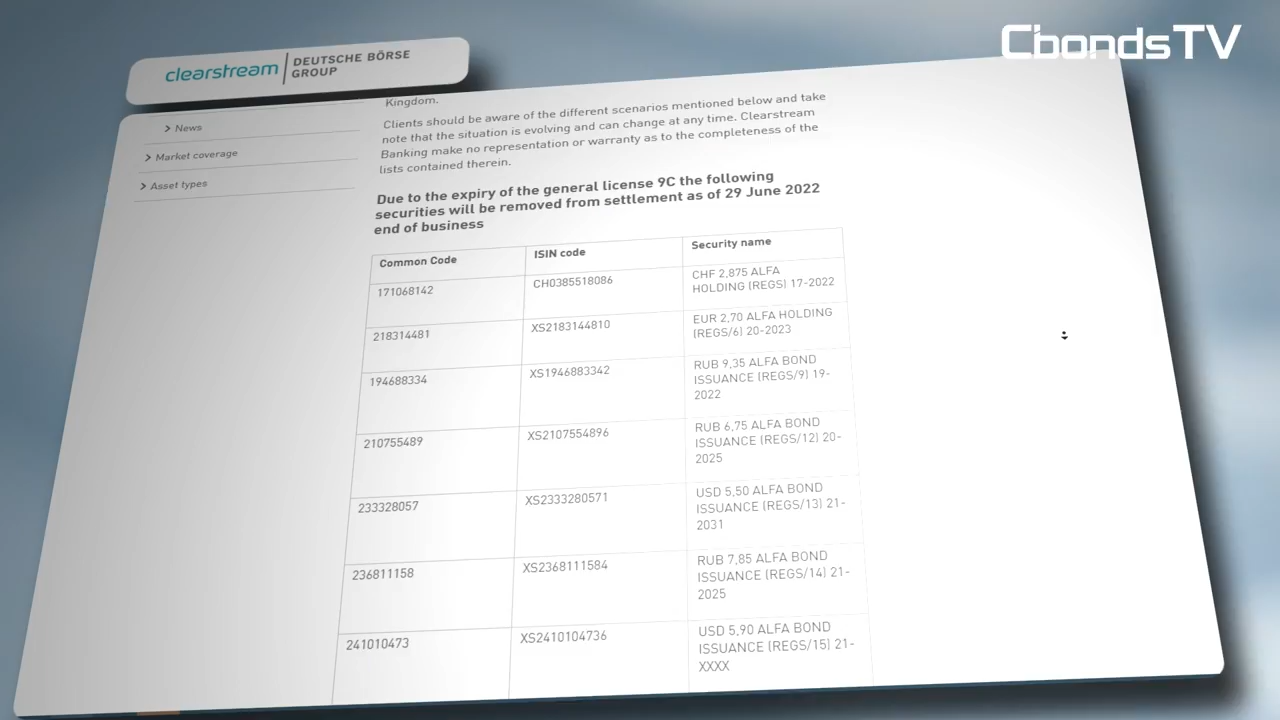 CbondsTV
clearstream
DEUTSCHE BÖRSE
GROUP
News
Market coverage
Asset types
Kingdom.
Clients should be aware of the different scenarios mentioned below and take
note that the situation is evolving and can change at any time. Clearstream
Banking make no representation or warranty as to the completeness of the
lists contained therein.
Due to the expiry of the general license 9C the following
securities will be removed from settlement as of 29 June 2022
end of business
Common Code ISIN code Security name
171068142 CH0385518086 CHF 2,875 ALFA
HOLDING (REGS) 17-2022
218314481 XS2183144810 EUR 2,70 ALFA HOLDING
(REGS/6) 20-2023
194688334 XS1946883342 RUB 9,35 ALFA BOND
ISSUANCE (REGS/9) 19-
2022
210755489 XS2107554896 RUB 6,75 ALFA BOND
ISSUANCE (REGS/12) 20-
2025
233328057 XS2333280571 USD 5,50 ALFA BOND
ISSUANCE (REGS/13) 21-
2031
236811158 XS2368111584 RUB 7,85 ALFA BOND
ISSUANCE (REGS/14) 21-
2025
241010473 XS2410104736 USD 5,90 ALFA BOND
ISSUANCE (REGS/15) 21-
XXXX